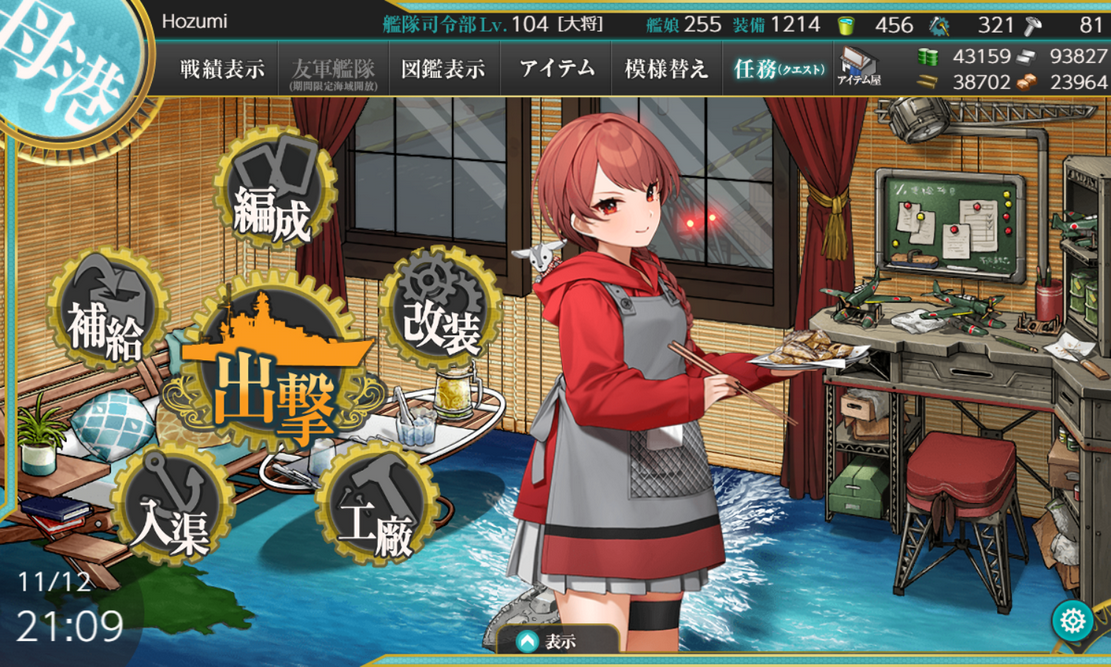 母港
Hozumi
艦隊司令部Lv. 104 [大将]
艦娘 255 装備 1214 456 321 81
戦績表示
友軍艦隊
(期間限定海域開放)
図鑑表示
アイテム
模様替え
任務(クエスト)
アイテム屋
43159 93827
38702 23964
編成
補給
改装
出撃
入渠
工廠
11/12
21:09
表示